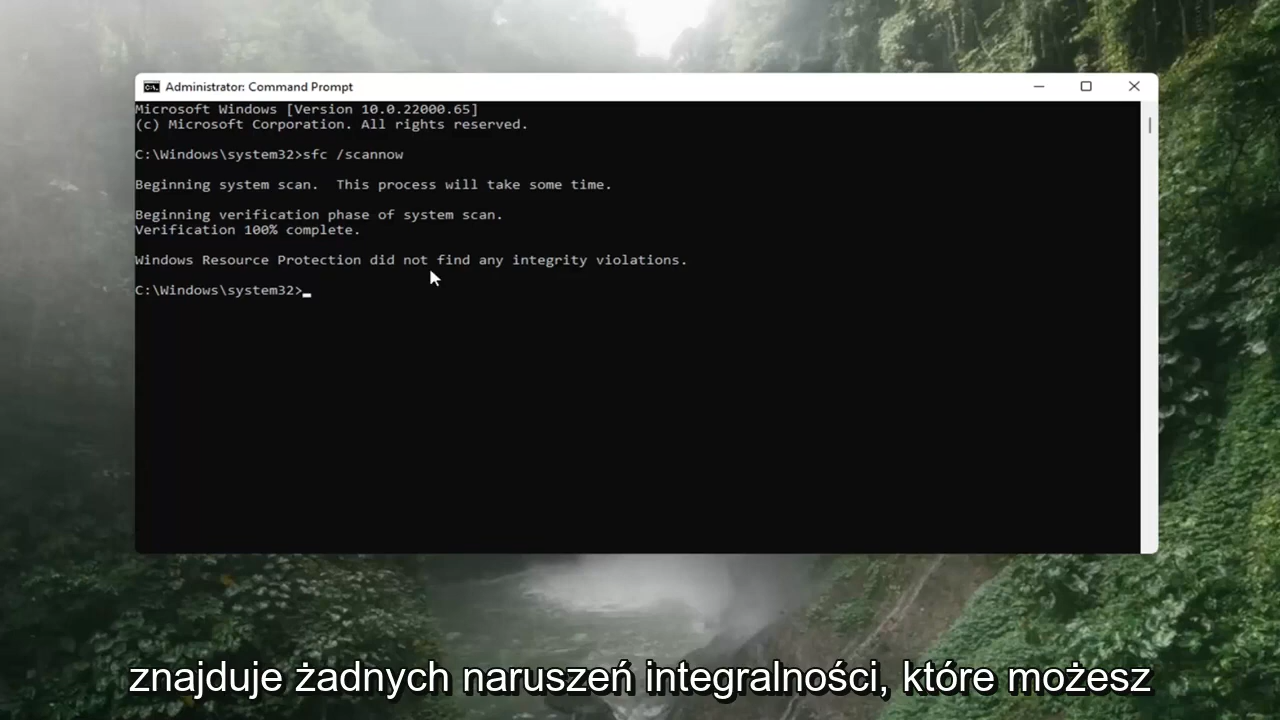 Administrator: Command Prompt
Microsoft Windows [Version 10.0.22000.65]
(c) Microsoft Corporation. All rights reserved.
C:\Windows\system32>sfc /scannow
Beginning system scan.  This process will take some time.
Beginning verification phase of system scan.
Verification 100% complete.
Windows Resource Protection did not find any integrity violations.
C:\Windows\system32>
znajduje żadnych naruszeń integralności, które możesz